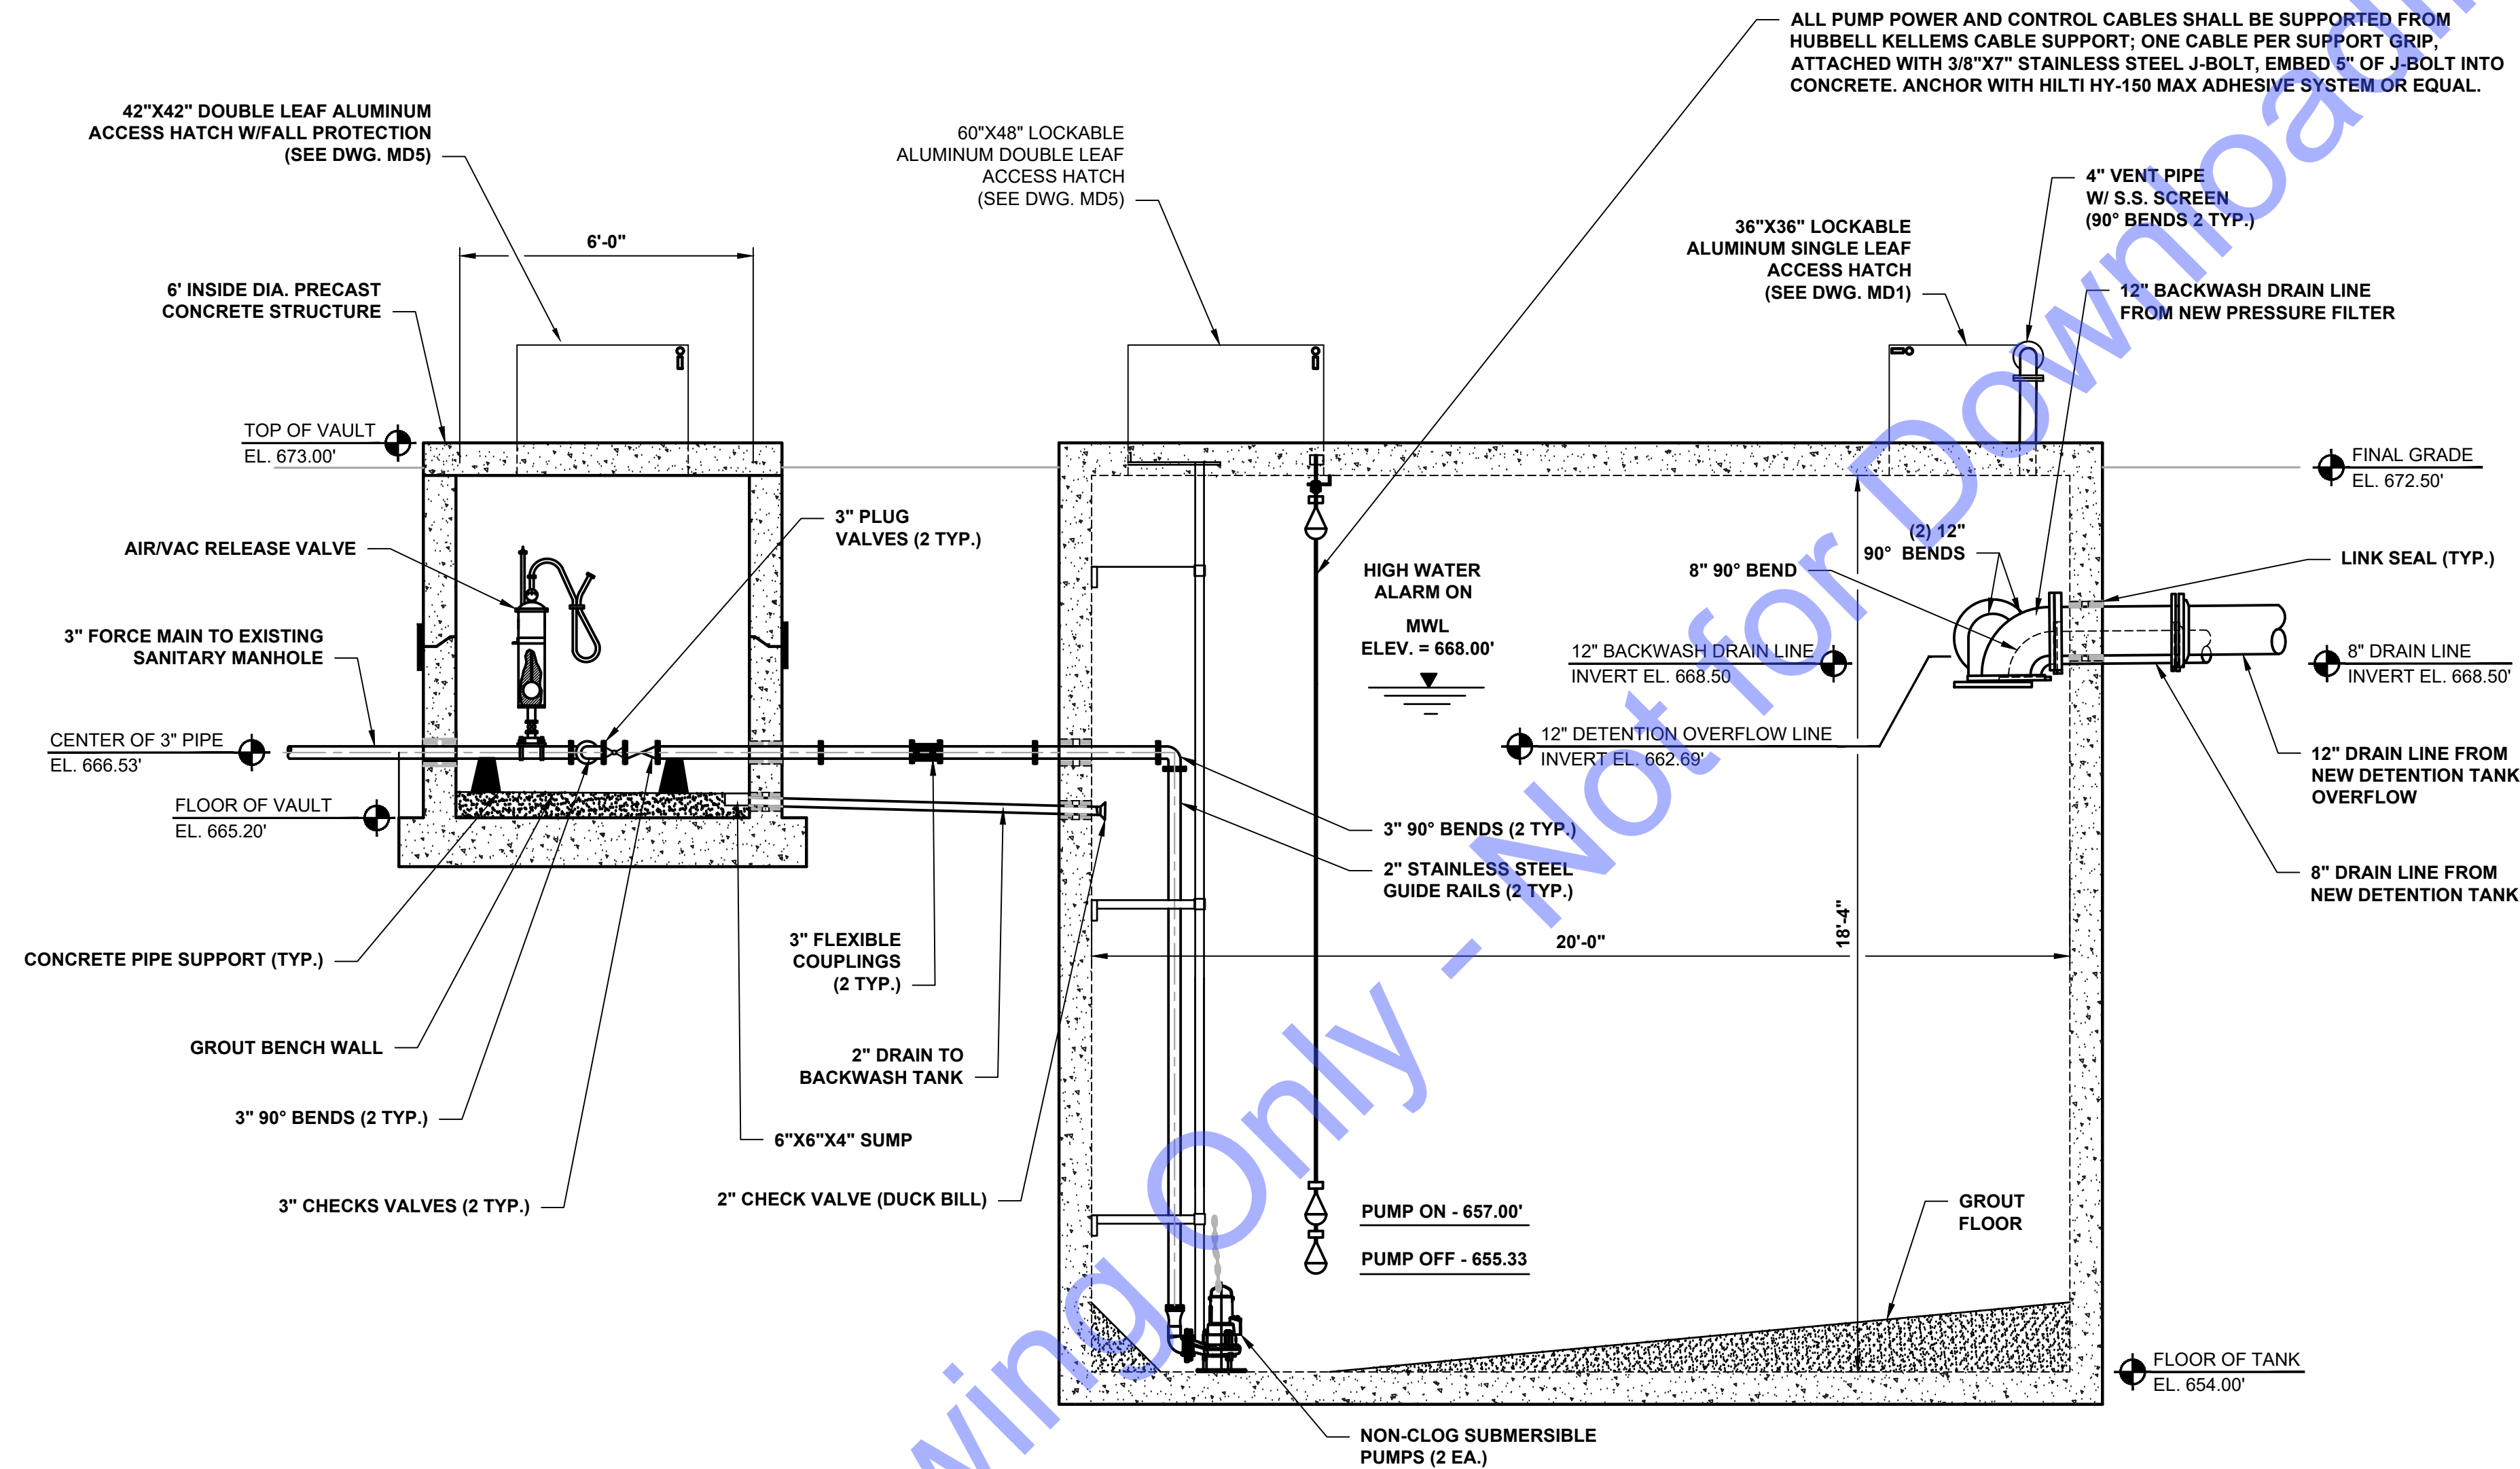 ALL PUMP POWER AND CONTROL CABLES SHALL BE SUPPORTED FROM
HUBBELL KELLEMS CABLE SUPPORT; ONE CABLE PER SUPPORT GRIP,
ATTACHED WITH 3/8"X7" STAINLESS STEEL J-BOLT, EMBED 5" OF J-BOLT INTO
CONCRETE. ANCHOR WITH HILTI HY-150 MAX ADHESIVE SYSTEM OR EQUAL.
42"X42" DOUBLE LEAF ALUMINUM
ACCESS HATCH W/FALL PROTECTION
(SEE DWG. MD5)
60"X48" LOCKABLE
ALUMINUM DOUBLE LEAF
ACCESS HATCH
(SEE DWG. MD5)
4" VENT PIPE
W/ S.S. SCREEN
(90° BENDS 2 TYP.)
36"X36" LOCKABLE
ALUMINUM SINGLE LEAF
ACCESS HATCH
(SEE DWG. MD1)
6'-0"
6' INSIDE DIA. PRECAST
CONCRETE STRUCTURE
12" BACKWASH DRAIN LINE
FROM NEW PRESSURE FILTER
TOP OF VAULT
EL. 673.00'
FINAL GRADE
EL. 672.50'
3" PLUG
VALVES (2 TYP.)
AIR/VAC RELEASE VALVE
(2) 12"
90° BENDS
LINK SEAL (TYP.)
HIGH WATER
ALARM ON
8" 90° BEND
MWL
ELEV. = 668.00'
3" FORCE MAIN TO EXISTING
SANITARY MANHOLE
12" BACKWASH DRAIN LINE
INVERT EL. 668.50
8" DRAIN LINE
INVERT EL. 668.50'
CENTER OF 3" PIPE
EL. 666.53'
12" DETENTION OVERFLOW LINE
INVERT EL. 662.69'
12" DRAIN LINE FROM
NEW DETENTION TANK
OVERFLOW
FLOOR OF VAULT
EL. 665.20'
3" 90° BENDS (2 TYP.)
2" STAINLESS STEEL
GUIDE RAILS (2 TYP.)
8" DRAIN LINE FROM
NEW DETENTION TANK
18'-4"
20'-0"
CONCRETE PIPE SUPPORT (TYP.)
3" FLEXIBLE
COUPLINGS
(2 TYP.)
GROUT BENCH WALL
2" DRAIN TO
BACKWASH TANK
3" 90° BENDS (2 TYP.)
6"X6"X4" SUMP
3" CHECKS VALVES (2 TYP.)
2" CHECK VALVE (DUCK BILL)
PUMP ON - 657.00'
PUMP OFF - 655.33
GROUT
FLOOR
FLOOR OF TANK
EL. 654.00'
NON-CLOG SUBMERSIBLE
PUMPS (2 EA.)
wing Only - Not for Downloadi